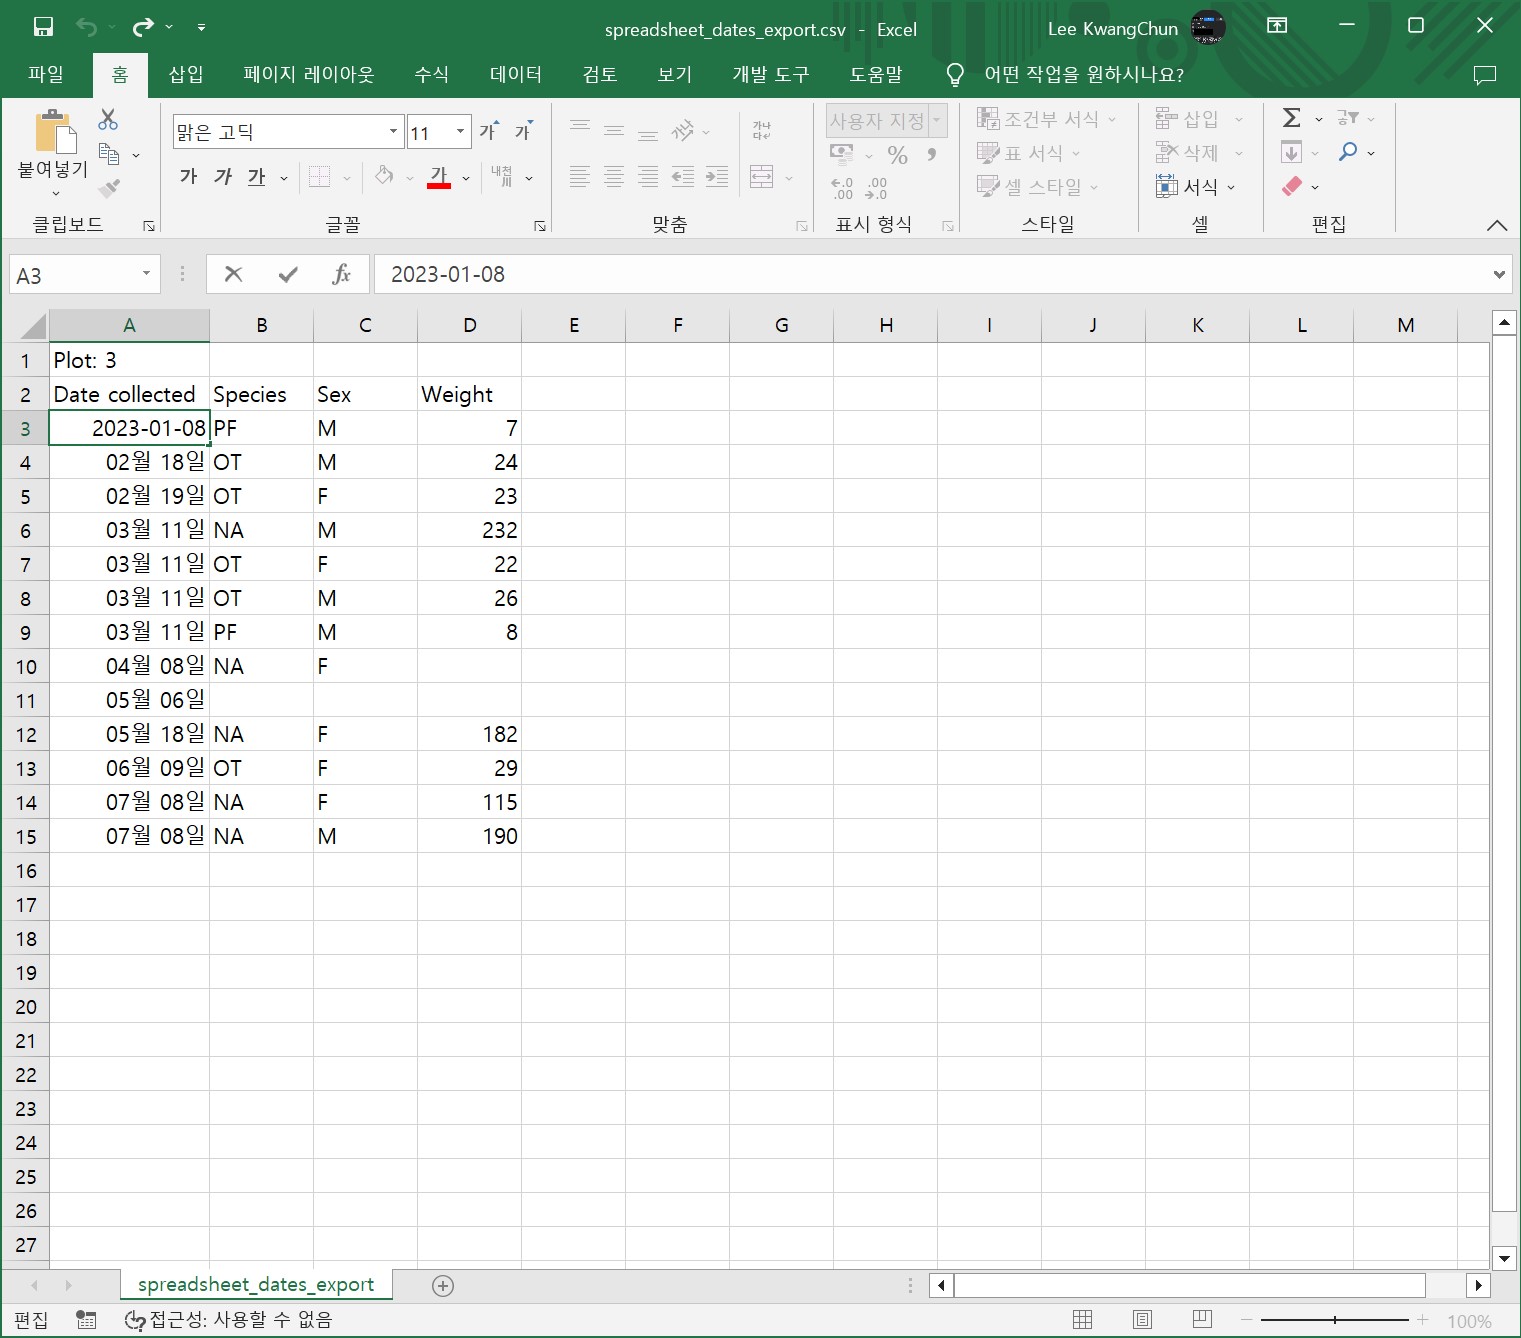 spreadsheet_dates_export.csv - Excel
Lee KwangChun
파일 홈 삽입 페이지 레이아웃 수식 데이터 검토 보기 개발 도구 도움말 어떤 작업을 원하시나요?
붙여넣기
클립보드
맑은 고딕 11 가 가
가 가 가 가 내천 川
글꼴
가나 다
맞춤
사용자 지정
% ,
.0 .00 .00 .0
표시 형식
조건부 서식
표 서식
셀 스타일
스타일
삽입
삭제
서식
셀
Σ
편집
A3 fx 2023-01-08
A B C D E F G H I J K L M
1 Plot: 3
2 Date collected Species Sex Weight
3 2023-01-08 PF M 7
4 02월 18일 OT M 24
5 02월 19일 OT F 23
6 03월 11일 NA M 232
7 03월 11일 OT F 22
8 03월 11일 OT M 26
9 03월 11일 PF M 8
10 04월 08일 NA F
11 05월 06일
12 05월 18일 NA F 182
13 06월 09일 OT F 29
14 07월 08일 NA F 115
15 07월 08일 NA M 190
16
17
18
19
20
21
22
23
24
25
26
27
spreadsheet_dates_export
편집 접근성: 사용할 수 없음 100%